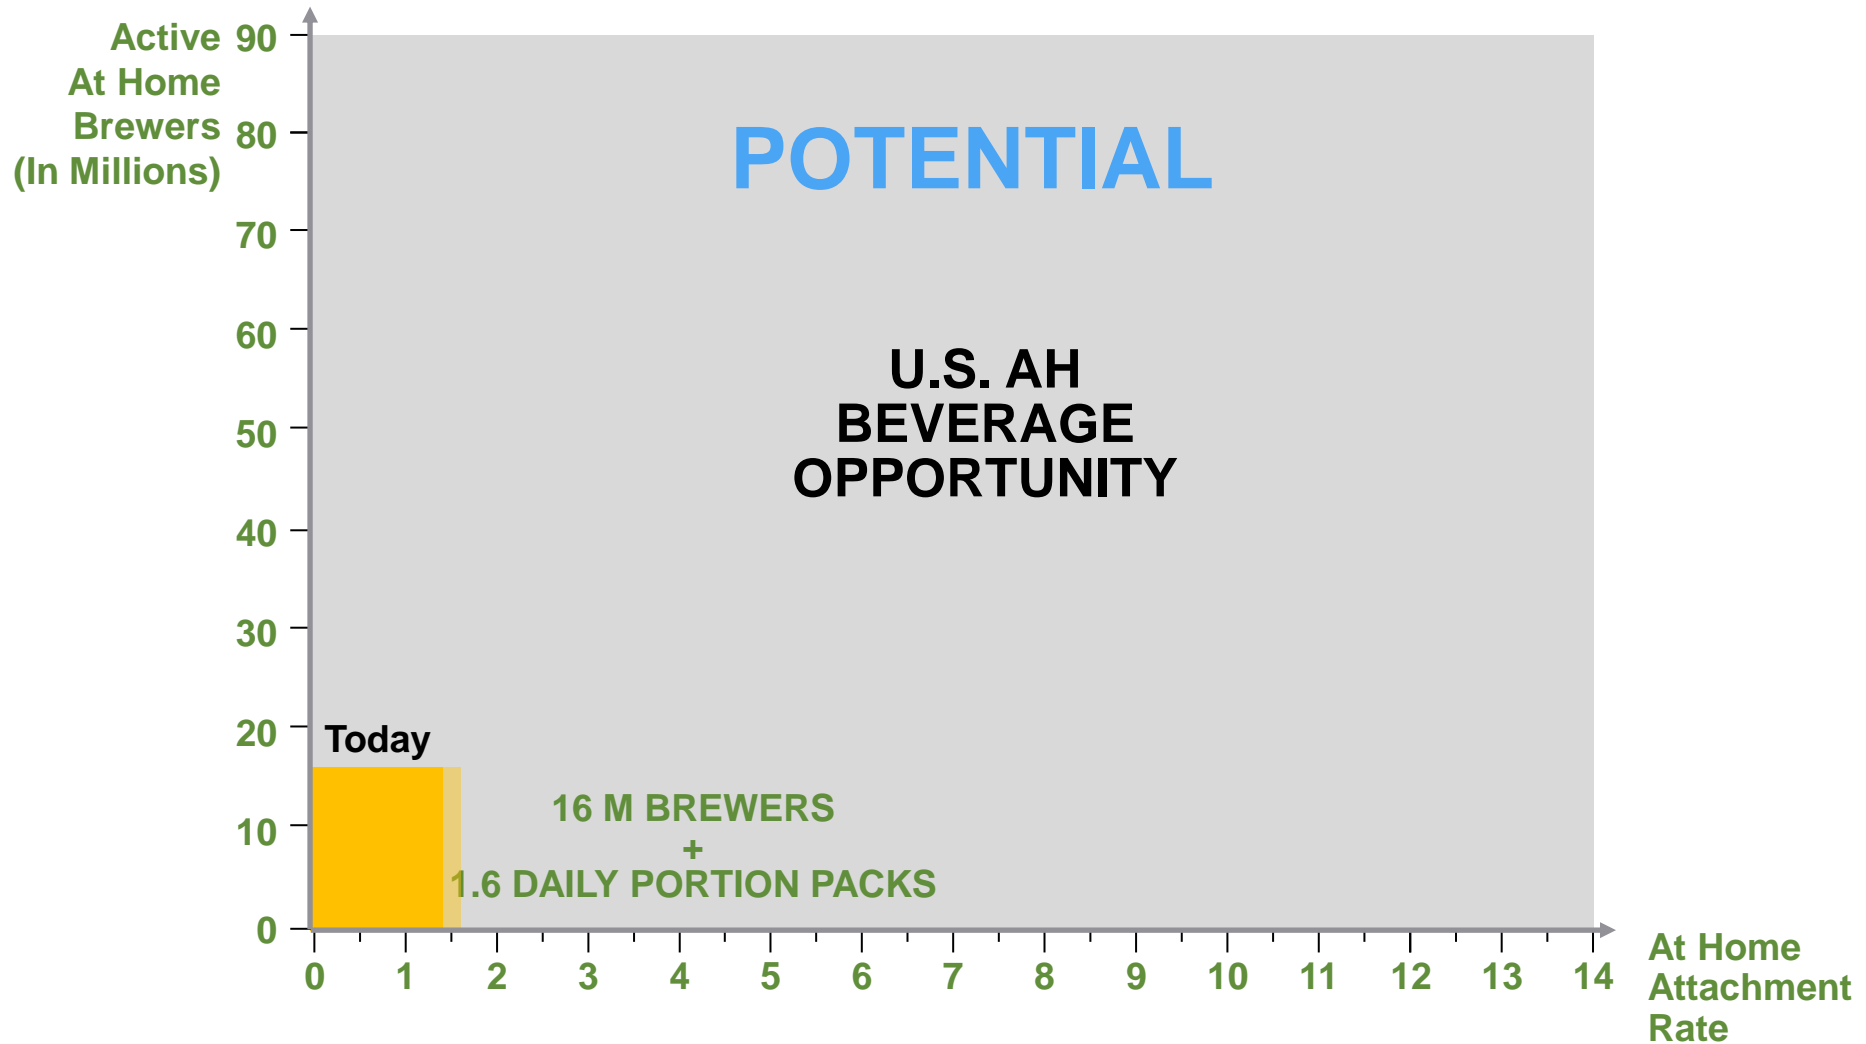 Active
At Home
Brewers
(In Millions)
90
80
70
60
50
40
30
20
10
0
POTENTIAL
U.S. AH
BEVERAGE
OPPORTUNITY
Today
16 M BREWERS
+
1.6 DAILY PORTION PACKS
0 1 2 3 4 5 6 7 8 9 10 11 12 13 14
At Home
Attachment
Rate